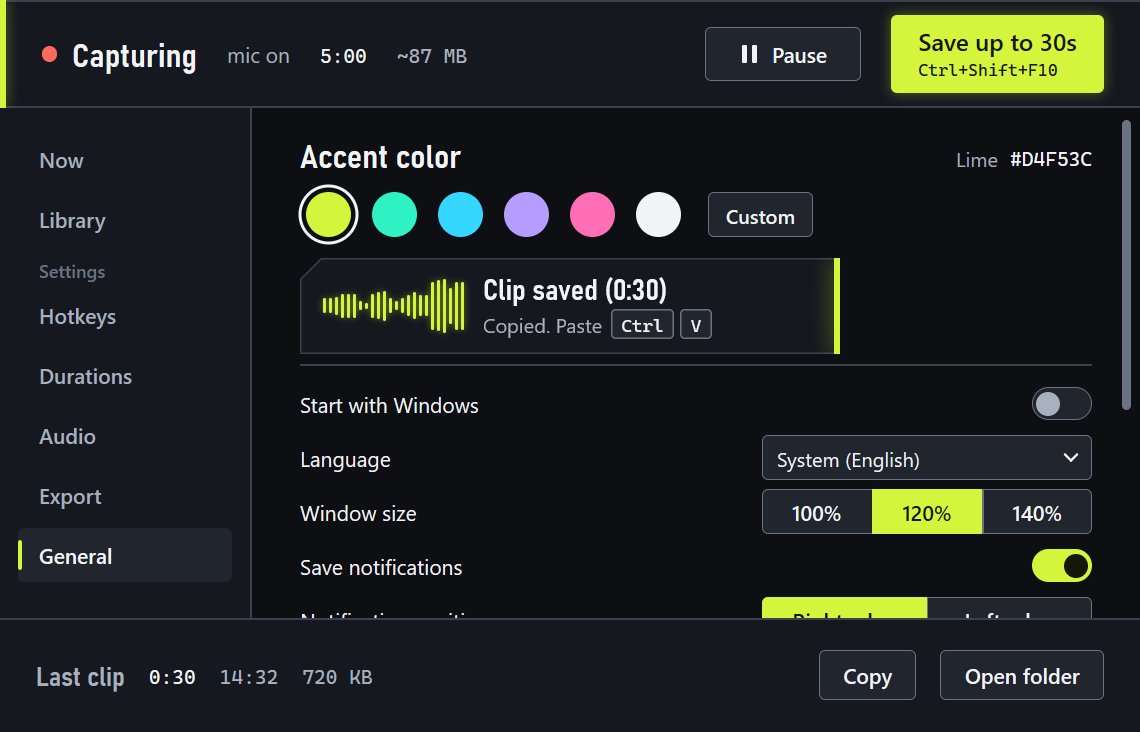 Capturing mic on 5:00 ~87 MB
Pause
Save up to 30s
Ctrl+Shift+F10
Now
Library
Settings
Hotkeys
Durations
Audio
Export
General
Accent color
Lime #D4F53C
Custom
Clip saved (0:30)
Copied. Paste Ctrl V
Start with Windows
Language
System (English)
Window size
100% 120% 140%
Save notifications
Last clip 0:30 14:32 720 KB
Copy
Open folder